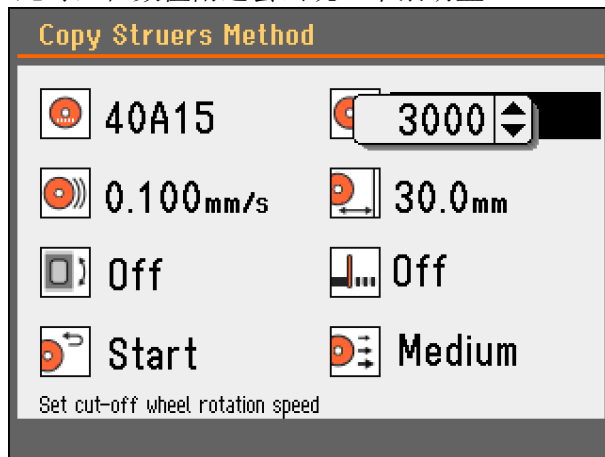 Copy Struers Method
40A15
3000
0.100mm/s
30.0mm
Off
Off
Start
Medium
Set cut-off wheel rotation speed